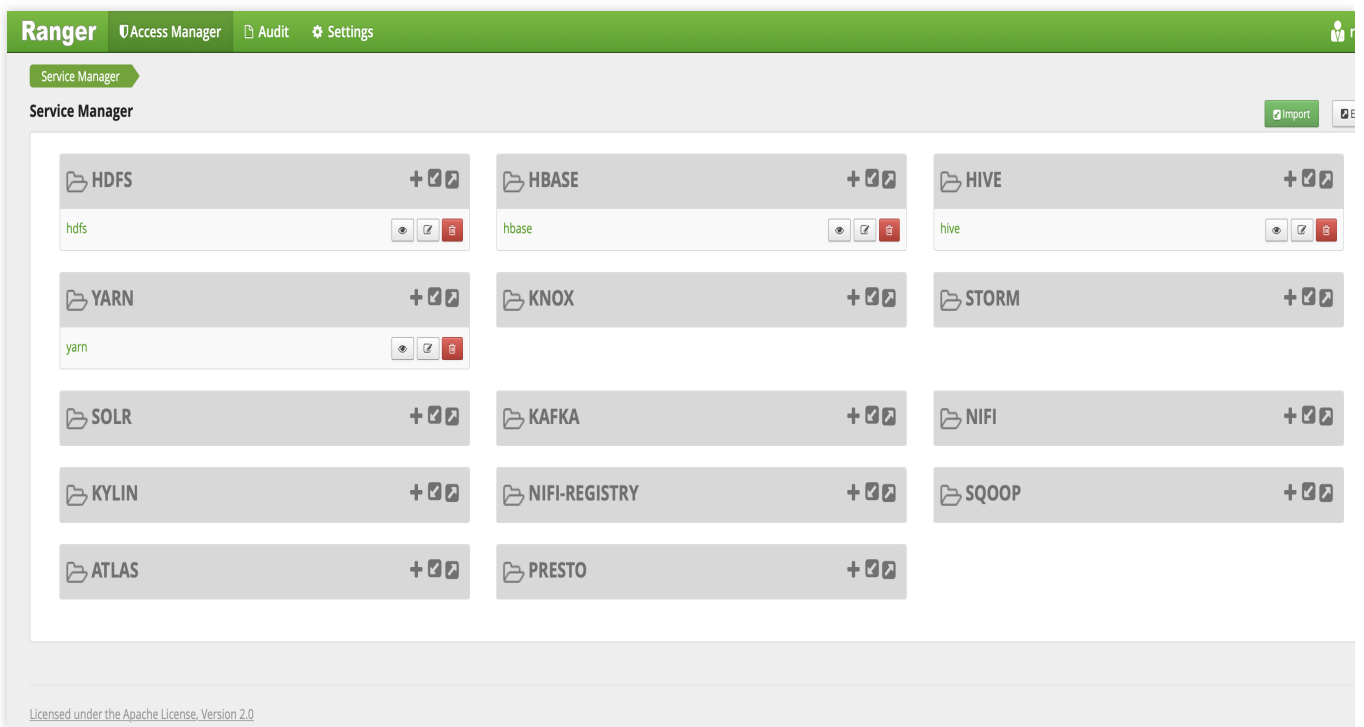 Ranger Access Manager Audit Settings
Service Manager
Service Manager
Import
HDFS HBASE HIVE
hdfs hbase hive
YARN KNOX STORM
yarn
SOLR KAFKA NIFI
KYLIN NIFI-REGISTRY SQOOP
ATLAS PRESTO
Licensed under the Apache License, Version 2.0